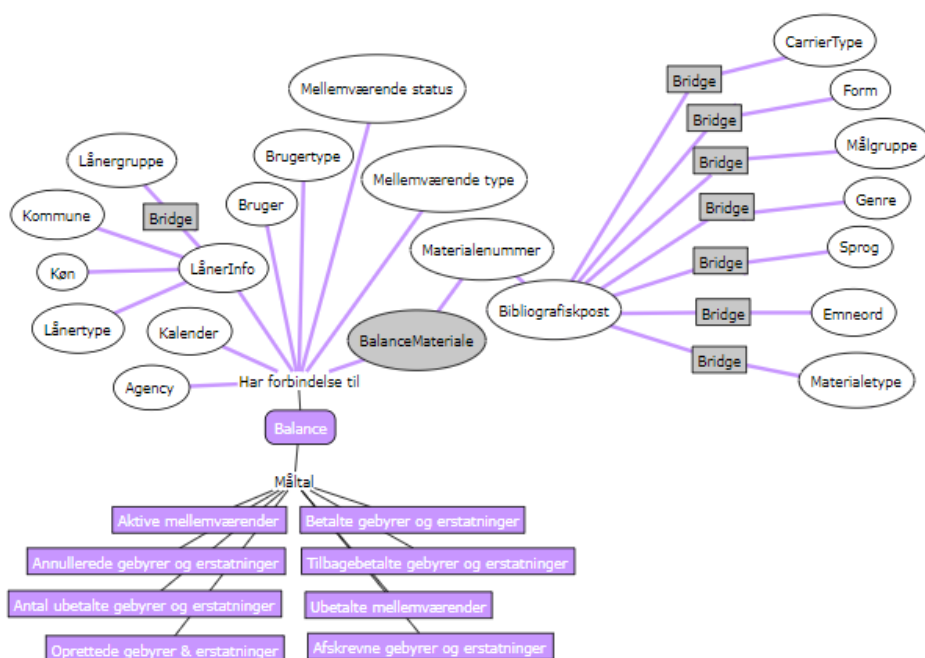 CarrierType
Bridge
Mellemværende status
Form
Bridge
Lånergruppe
Brugertype
Målgruppe
Bridge
Mellemværende type
Bruger
Genre
Bridge
Kommune
Bridge
Materialenummer
Sprog
Bridge
Køn
LånerInfo
Bibliografiskpost
Bridge
Emneord
Lånertype
Kalender
BalanceMateriale
Bridge
Materialetype
Agency
Har forbindelse til
Balance
Måltal
Aktive mellemværender
Betalte gebyrer og erstatninger
Annullerede gebyrer og erstatninger
Tilbagebetalte gebyrer og erstatninger
Antal ubetalte gebyrer og erstatninger
Ubetalte mellemværender
Oprettede gebyrer & erstatninger
Afskrevne gebyrer og erstatninger